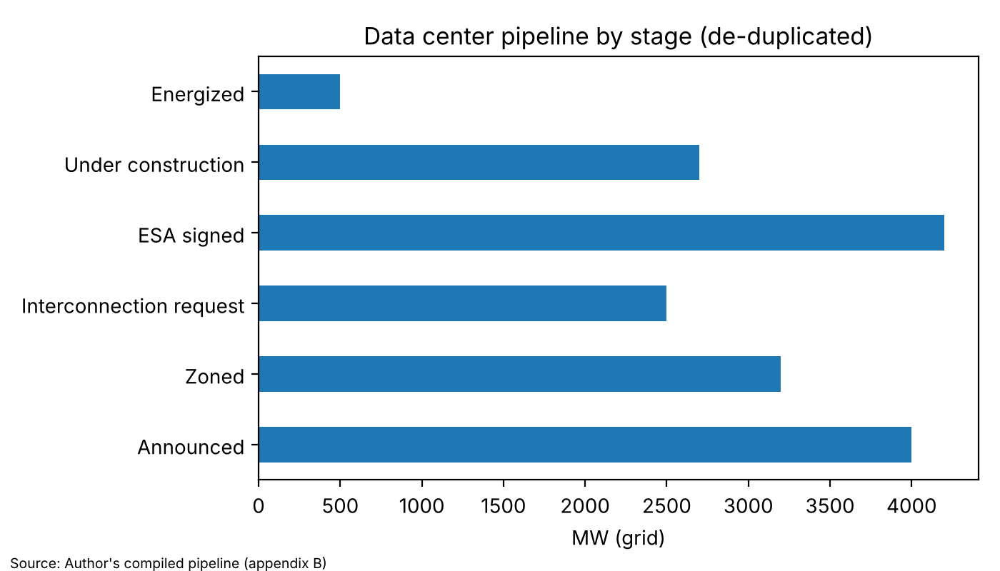 Data center pipeline by stage (de-duplicated)
Energized
Under construction
ESA signed
Interconnection request
Zoned
Announced
0 500 1000 1500 2000 2500 3000 3500 4000
MW (grid)
Source: Author's compiled pipeline (appendix B)